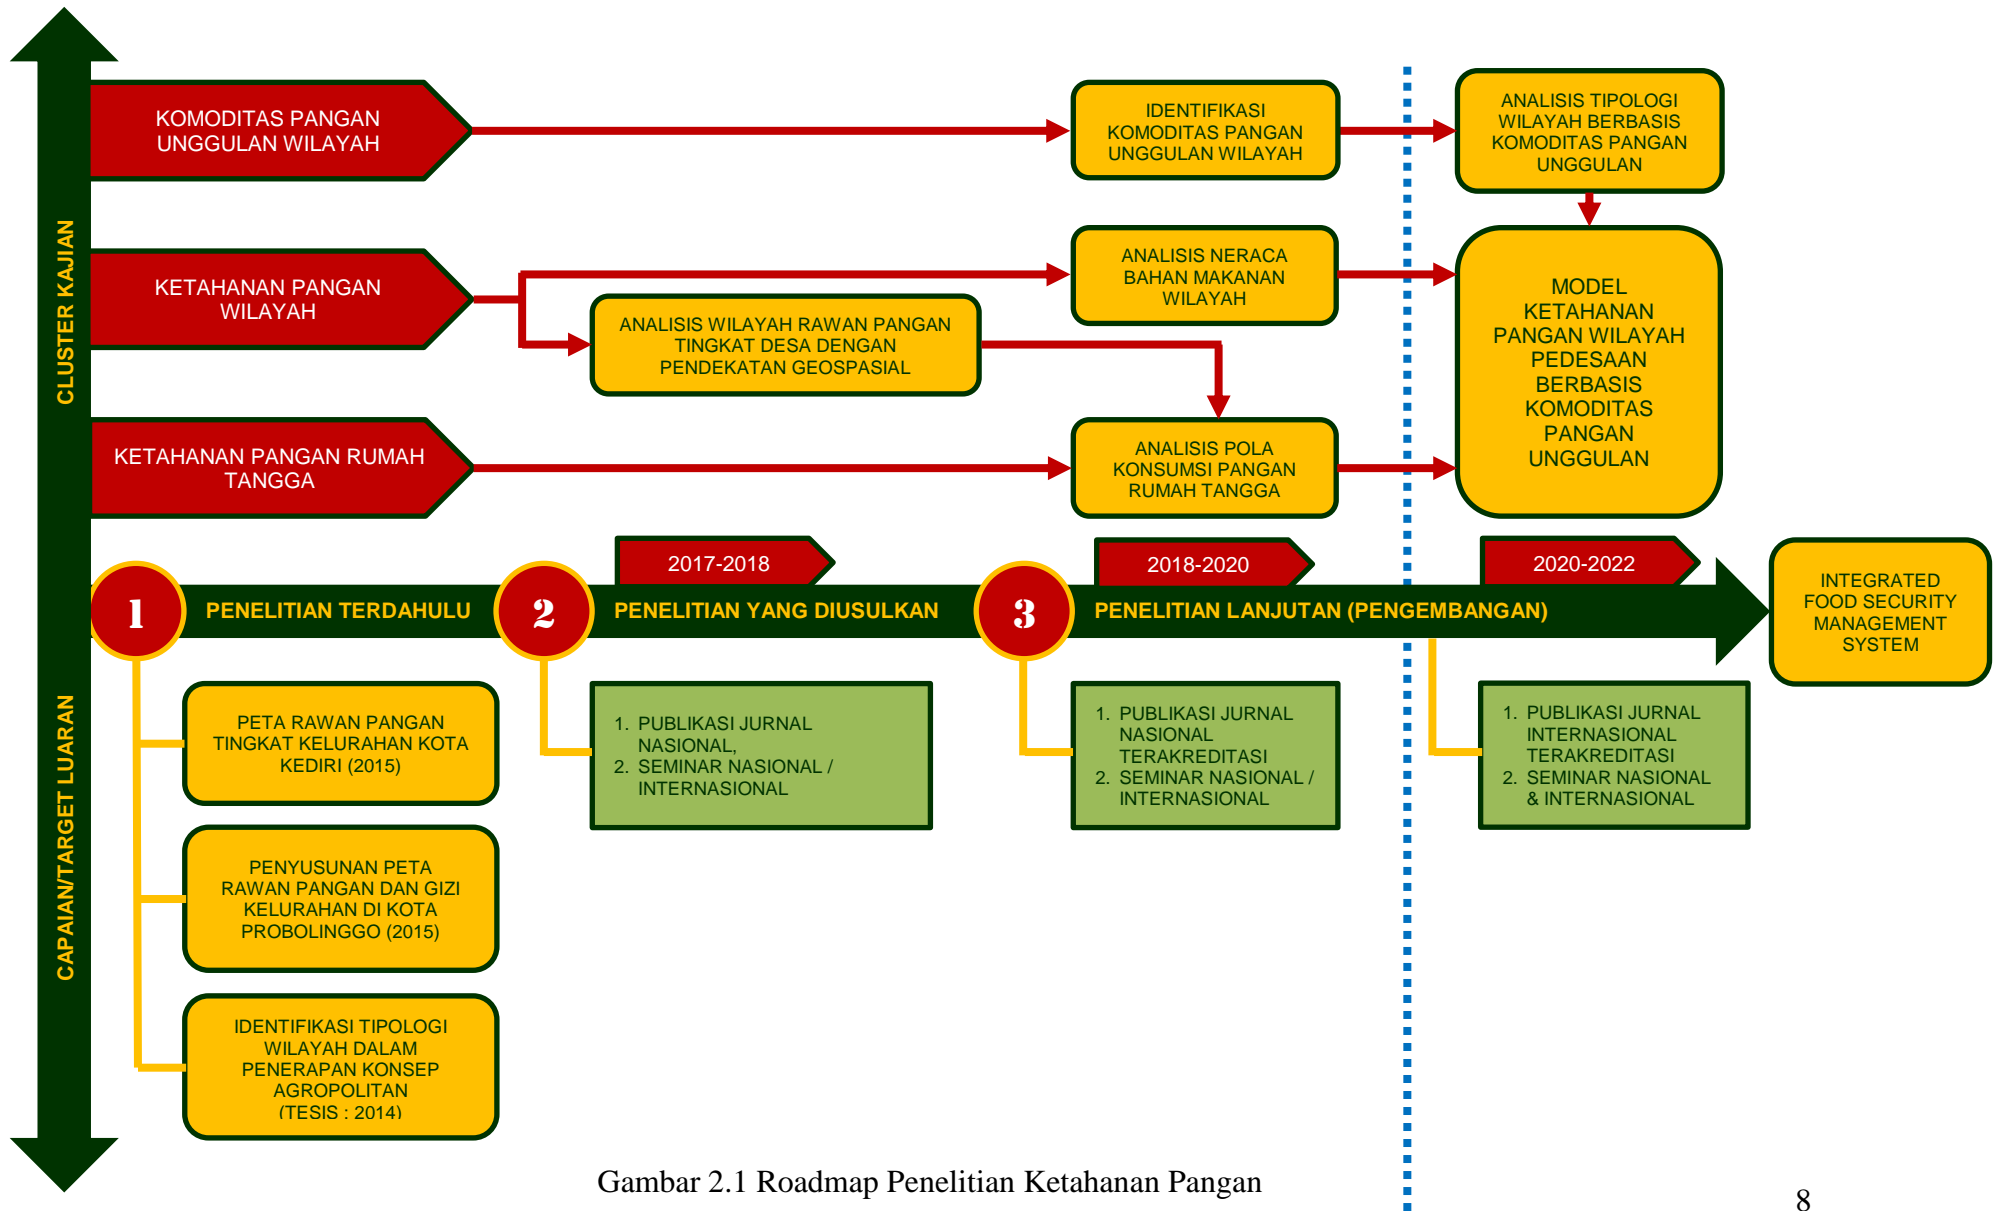 CLUSTER KAJIAN
CAPAIAN/TARGET LUARAN
KOMODITAS PANGAN
UNGGULAN WILAYAH
IDENTIFIKASI
KOMODITAS PANGAN
UNGGULAN WILAYAH
ANALISIS TIPOLOGI
WILAYAH BERBASIS
KOMODITAS PANGAN
UNGGULAN
KETAHANAN PANGAN
WILAYAH
ANALISIS WILAYAH RAWAN PANGAN
TINGKAT DESA DENGAN
PENDEKATAN GEOSPASIAL
ANALISIS NERACA
BAHAN MAKANAN
WILAYAH
MODEL
KETAHANAN
PANGAN WILAYAH
PEDESAAN
BERBASIS
KOMODITAS
PANGAN
UNGGULAN
KETAHANAN PANGAN RUMAH
TANGGA
ANALISIS POLA
KONSUMSI PANGAN
RUMAH TANGGA
2017-2018
2018-2020
2020-2022
1
PENELITIAN TERDAHULU
2
PENELITIAN YANG DIUSULKAN
3
PENELITIAN LANJUTAN (PENGEMBANGAN)
INTEGRATED
FOOD SECURITY
MANAGEMENT
SYSTEM
PETA RAWAN PANGAN
TINGKAT KELURAHAN KOTA
KEDIRI (2015)
PENYUSUNAN PETA
RAWAN PANGAN DAN GIZI
KELURAHAN DI KOTA
PROBOLINGGO (2015)
IDENTIFIKASI TIPOLOGI
WILAYAH DALAM
PENERAPAN KONSEP
AGROPOLITAN
(TESIS : 2014)
1. PUBLIKASI JURNAL
NASIONAL,
2. SEMINAR NASIONAL /
INTERNASIONAL
1. PUBLIKASI JURNAL
NASIONAL
TERAKREDITASI
2. SEMINAR NASIONAL /
INTERNASIONAL
1. PUBLIKASI JURNAL
INTERNASIONAL
TERAKREDITASI
2. SEMINAR NASIONAL
& INTERNASIONAL
Gambar 2.1 Roadmap Penelitian Ketahanan Pangan
8